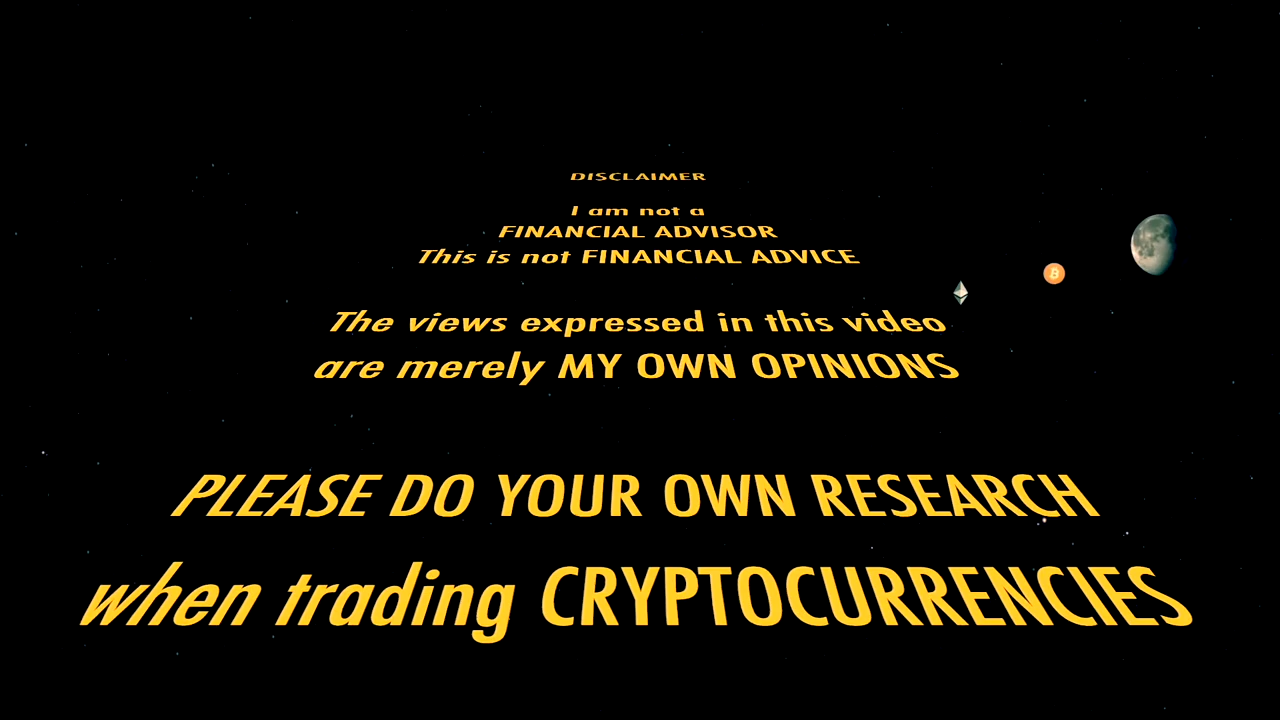 DISCLAIMER
I am not a
FINANCIAL ADVISOR
This is not FINANCIAL ADVICE
The views expressed in this video
are merely MY OWN OPINIONS
PLEASE DO YOUR OWN RESEARCH
when trading CRYPTOCURRENCIES